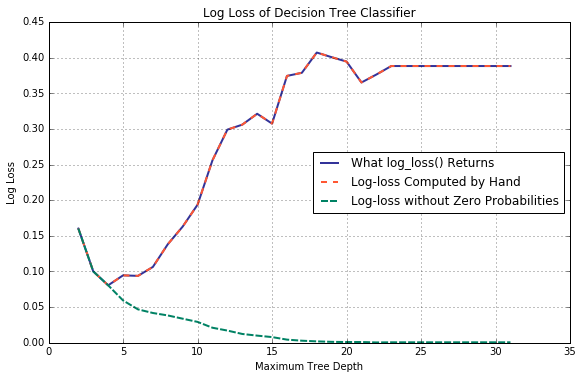 Log Loss of Decision Tree Classifier
0.45
0.40
0.35
0.30
0.25
0.20
0.15
0.10
0.05
0.00
Log Loss
What log_loss() Returns
Log-loss Computed by Hand
Log-loss without Zero Probabilities
0 5 10 15 20 25 30 35
Maximum Tree Depth